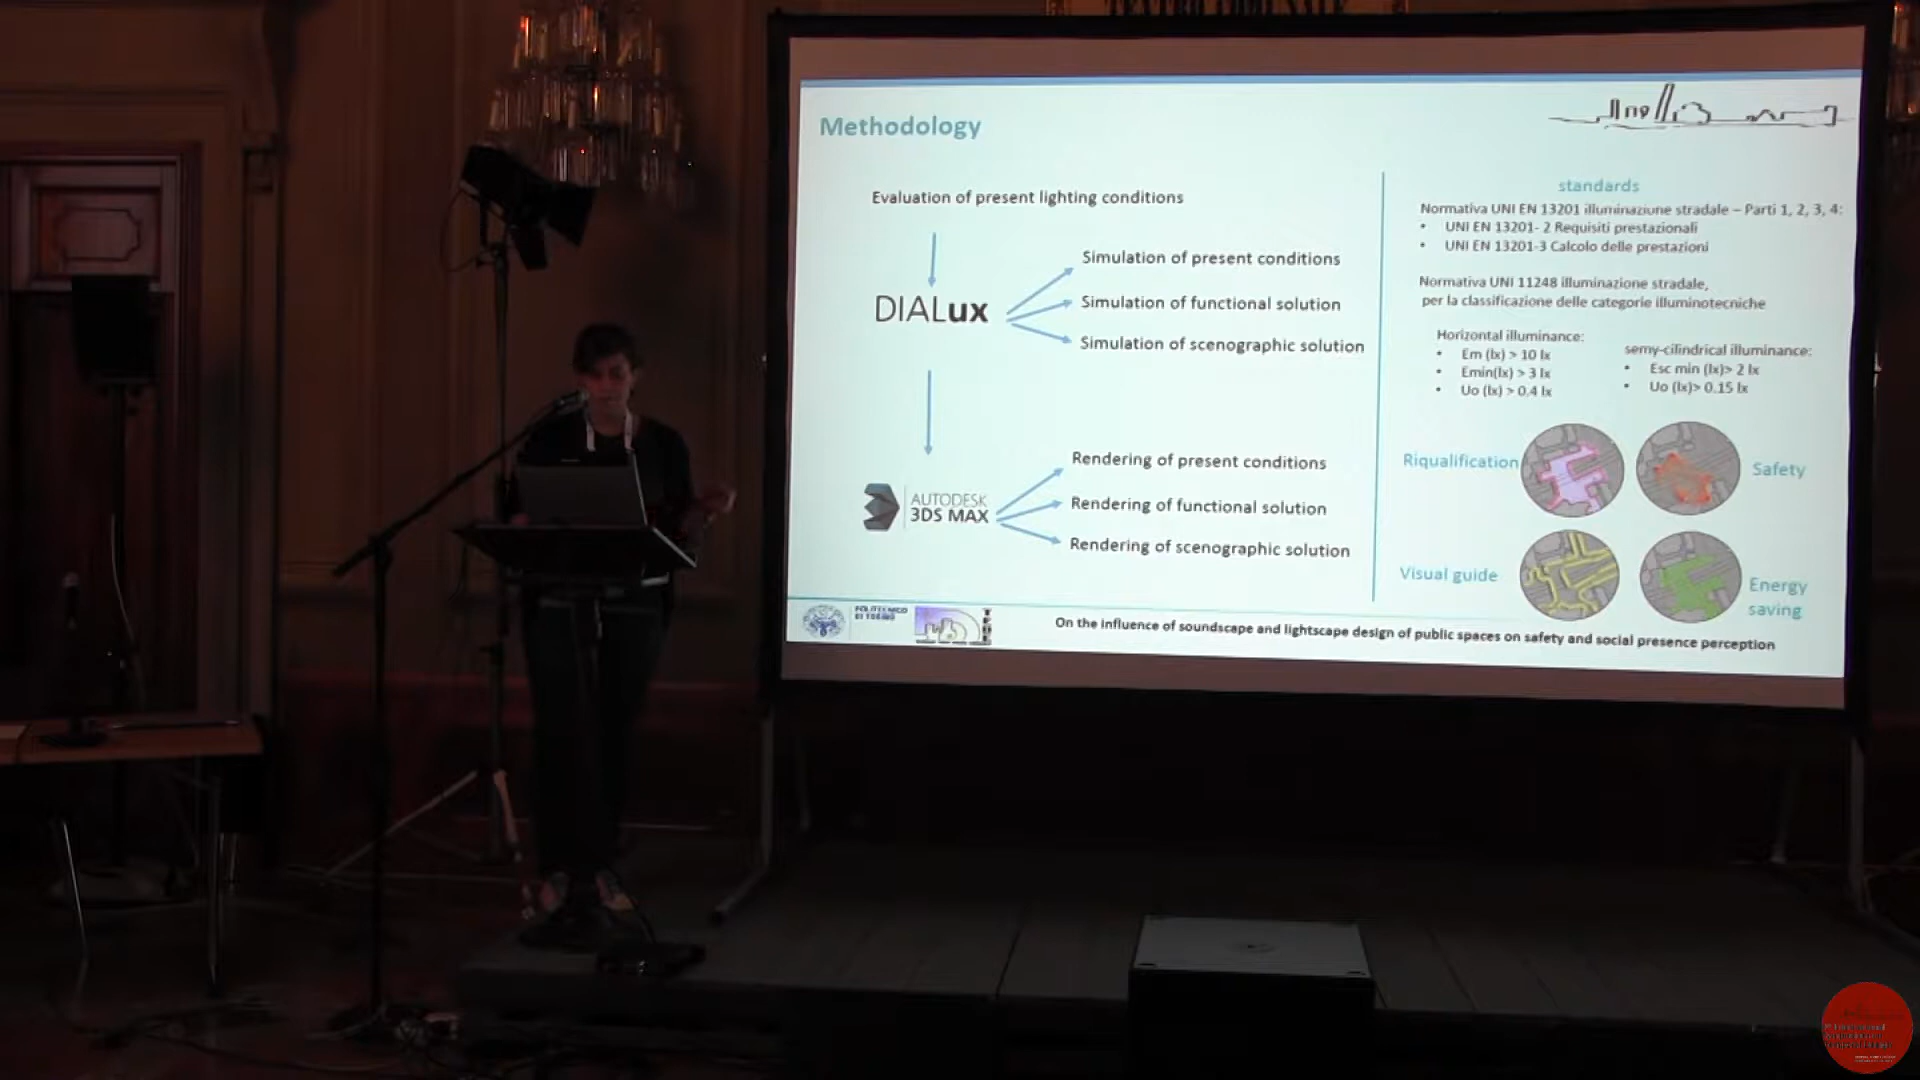 Methodology
Evaluation of present lighting conditions
DIALux
Simulation of present conditions
Simulation of functional solution
Simulation of scenographic solution
AUTODESK
3DS MAX
Rendering of present conditions
Rendering of functional solution
Rendering of scenographic solution
standards
Normativa UNI EN 13201 illuminazione stradale – Parti 1, 2, 3, 4:
• UNI EN 13201- 2 Requisiti prestazionali
• UNI EN 13201-3 Calcolo delle prestazioni
Normativa UNI 11248 illuminazione stradale,
per la classificazione delle categorie illuminotecniche
Horizontal illuminance:
• Em (lx) > 10 lx
• Emin(lx) > 3 lx
• Uo (lx) > 0.4 lx
semy-cilindrical illuminance:
• Esc min (lx)> 2 lx
• Uo (lx)> 0.15 lx
Riqualification
Safety
Visual guide
Energy
saving
POLITECNICO
DI TORINO
On the influence of soundscape and lightscape design of public spaces on safety and social presence perception